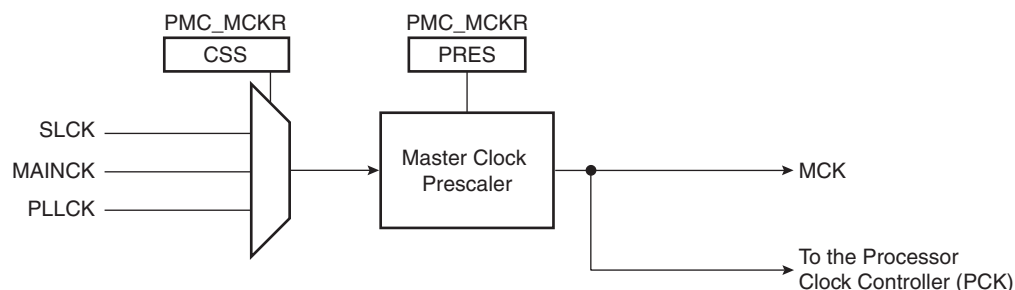 PMC_MCKR
PMC_MCKR
CSS
PRES
SLCK
MAINCK
PLLCK
Master Clock
Prescaler
MCK
To the Processor
Clock Controller (PCK)